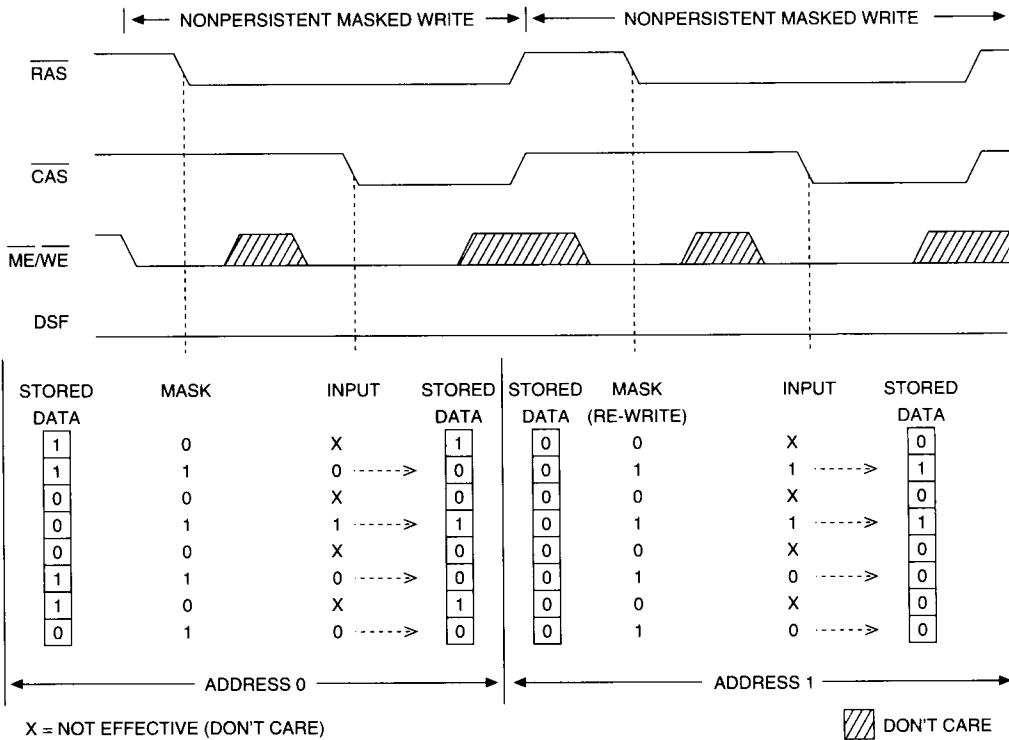 NONPERSISTENT MASKED WRITE NONPERSISTENT MASKED WRITE
RAS
CAS
ME/WE
DSF
STORED MASK INPUT STORED STORED MASK INPUT STORED
DATA DATA DATA (RE-WRITE) DATA
1 0 X 1 0 0 X 0
1 1 0 0 0 1 1 1
0 0 X 0 0 0 X 0
0 1 1 1 0 1 1 1
0 0 X 0 0 0 X 0
1 1 0 0 0 1 0 0
1 0 X 1 0 0 X 0
0 1 0 0 0 1 0 0
ADDRESS 0 ADDRESS 1
X = NOT EFFECTIVE (DON'T CARE) DON'T CARE